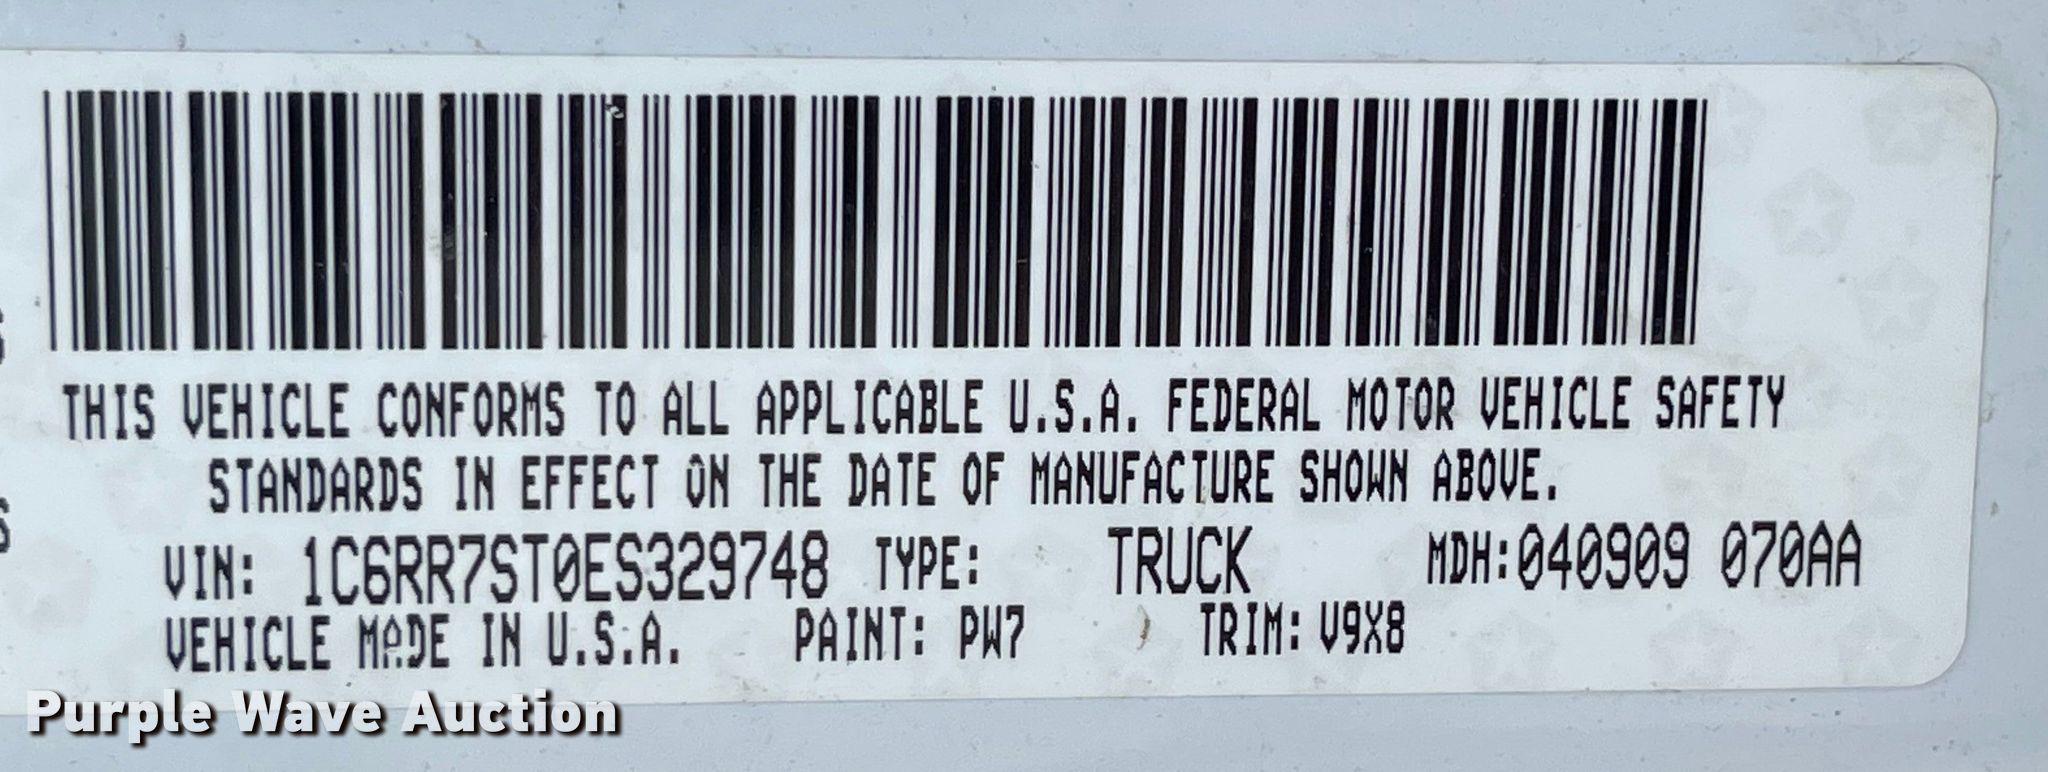 THIS VEHICLE CONFORMS TO ALL APPLICABLE U.S.A. FEDERAL MOTOR VEHICLE SAFETY
STANDARDS IN EFFECT ON THE DATE OF MANUFACTURE SHOWN ABOVE.
VIN: 1C6RR7ST0ES329748 TYPE: TRUCK MDH:040909 070AA
VEHICLE MADE IN U.S.A. PAINT: PW7 TRIM: V9X8
Purple Wave Auction